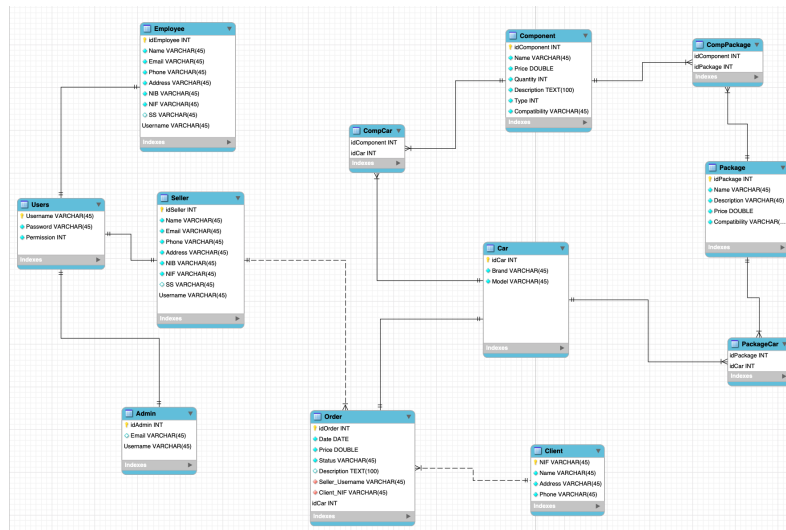 Employee
idEmployee INT
Name VARCHAR(45)
Email VARCHAR(45)
Phone VARCHAR(45)
Address VARCHAR(45)
NIB VARCHAR(45)
NIF VARCHAR(45)
SS VARCHAR(45)
Username VARCHAR(45)
Indexes
Component
idComponent INT
Name VARCHAR(45)
Price DOUBLE
Quantity INT
Description TEXT(100)
Type INT
Compatibility VARCHAR(45)
Indexes
CompPackage
idComponent INT
idPackage INT
Indexes
CompCar
idComponent INT
idCar INT
Indexes
Package
idPackage INT
Name VARCHAR(45)
Description VARCHAR(45)
Price DOUBLE
Compatibility VARCHAR(...
Indexes
Users
Username VARCHAR(45)
Password VARCHAR(45)
Permission INT
Indexes
Seller
idSeller INT
Name VARCHAR(45)
Email VARCHAR(45)
Phone VARCHAR(45)
Address VARCHAR(45)
NIB VARCHAR(45)
NIF VARCHAR(45)
SS VARCHAR(45)
Username VARCHAR(45)
Indexes
Car
idCar INT
Brand VARCHAR(45)
Model VARCHAR(45)
Indexes
PackageCar
idPackage INT
idCar INT
Indexes
Admin
idAdmin INT
Email VARCHAR(45)
Username VARCHAR(45)
Indexes
Order
idOrder INT
Date DATE
Price DOUBLE
Status VARCHAR(45)
Description TEXT(100)
Seller_Username VARCHAR(45)
Client_NIF VARCHAR(45)
idCar INT
Indexes
Client
NIF VARCHAR(45)
Name VARCHAR(45)
Address VARCHAR(45)
Phone VARCHAR(45)
Indexes